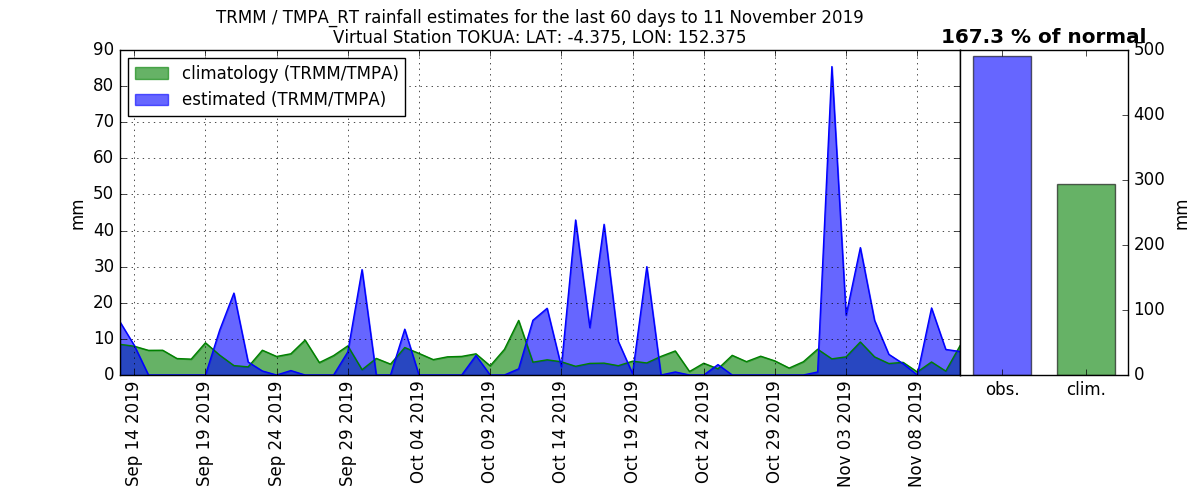 TRMM / TMPA_RT rainfall estimates for the last 60 days to 11 November 2019
Virtual Station TOKUA: LAT: -4.375, LON: 152.375
167.3 % of normal
climatology (TRMM/TMPA)
estimated (TRMM/TMPA)
90
80
70
60
50
40
30
20
10
0
mm
Sep 14 2019
Sep 19 2019
Sep 24 2019
Sep 29 2019
Oct 04 2019
Oct 09 2019
Oct 14 2019
Oct 19 2019
Oct 24 2019
Oct 29 2019
Nov 03 2019
Nov 08 2019
obs.
clim.
500
400
300
200
100
0
mm